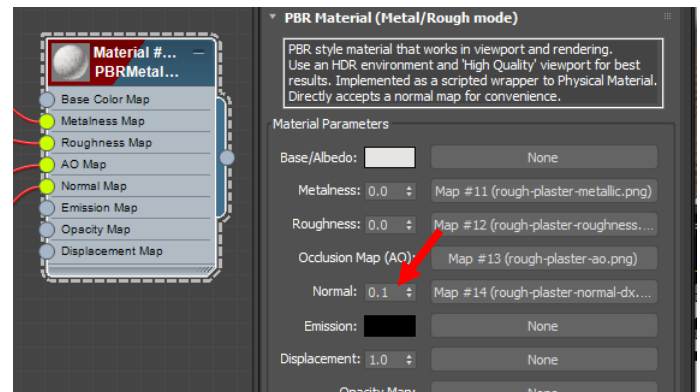 Material #...
PBRMetal...
Base Color Map
Metalness Map
Roughness Map
AO Map
Normal Map
Emission Map
Opacity Map
Displacement Map
PBR Material (Metal/Rough mode)
PBR style material that works in viewport and rendering.
Use an HDR environment and 'High Quality' viewport for best
results. Implemented as a scripted wrapper to Physical Material.
Directly accepts a normal map for convenience.
Material Parameters
Base/Albedo: None
Metalness: 0.0 Map #11 (rough-plaster-metallic.png)
Roughness: 0.0 Map #12 (rough-plaster-roughness....
Occlusion Map (AO): Map #13 (rough-plaster-ao.png)
Normal: 0.1 Map #14 (rough-plaster-normal-dx....
Emission: None
Displacement: 1.0 None
Opacity Map: None